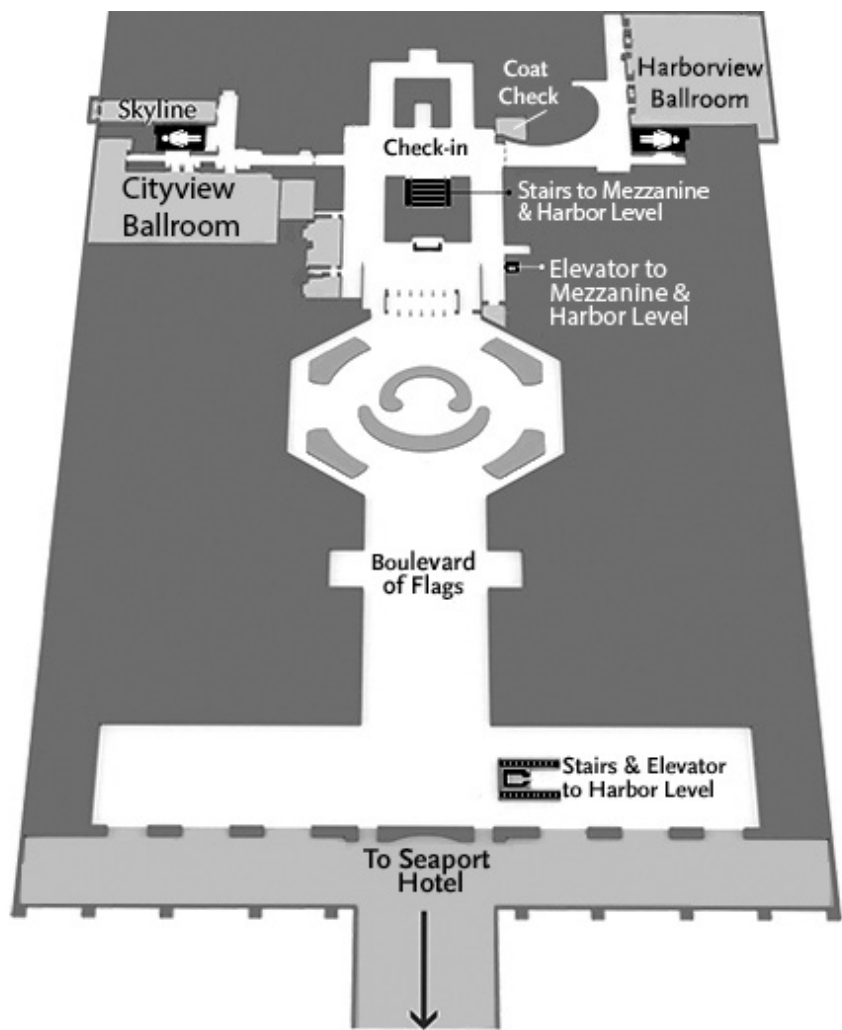 Coat
Check
Harborview
Ballroom
Skyline
Check-in
Cityview
Ballroom
Stairs to Mezzanine
& Harbor Level
Elevator to
Mezzanine &
Harbor Level
Boulevard
of Flags
Stairs & Elevator
to Harbor Level
To Seaport
Hotel